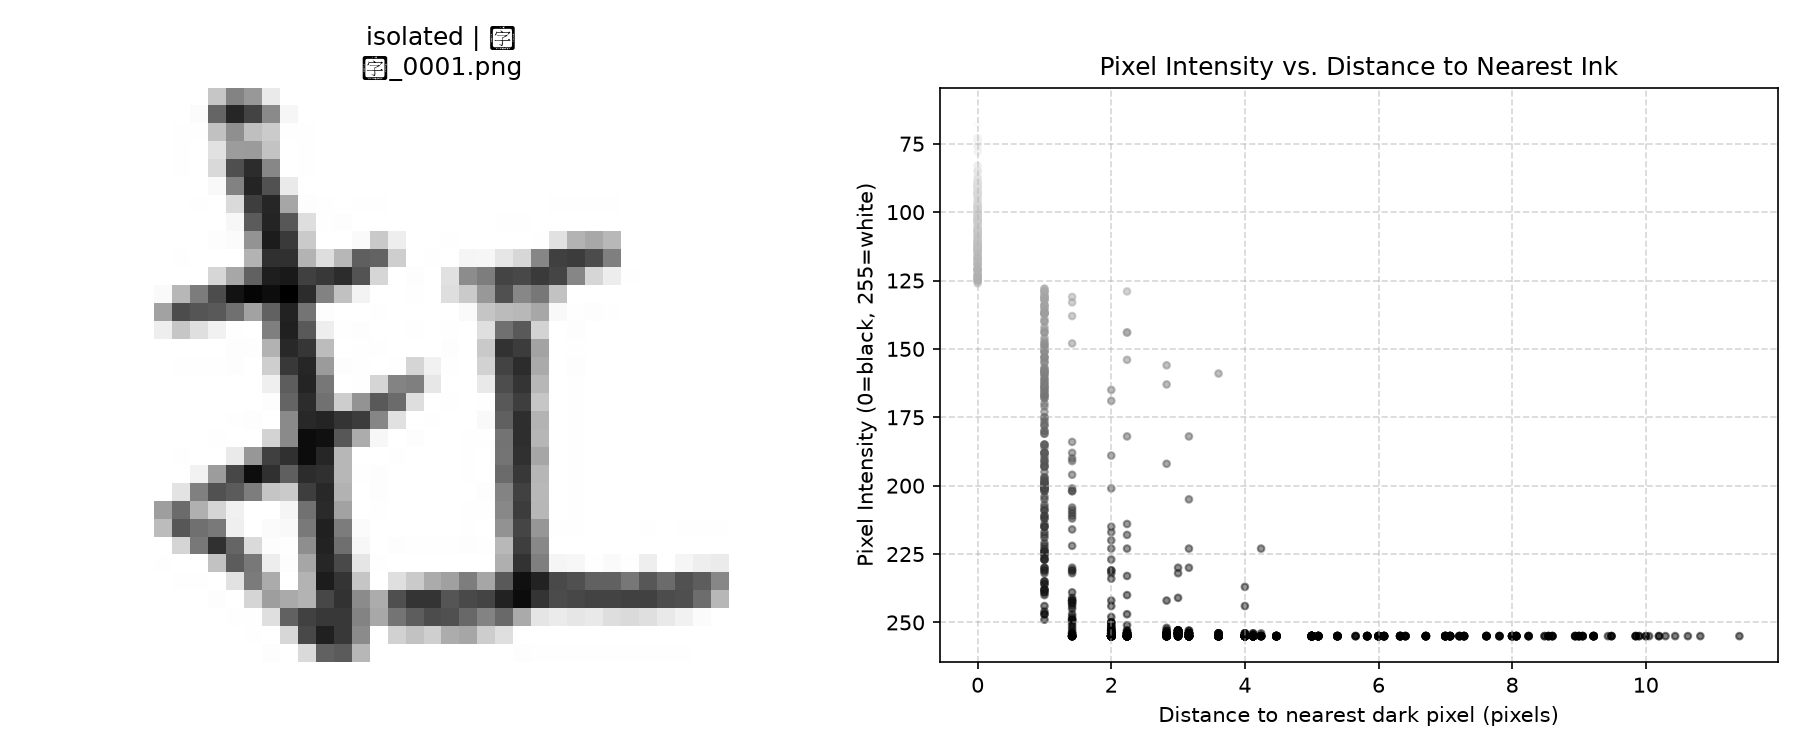 isolated |
_0001.png
扛
Pixel Intensity vs. Distance to Nearest Ink
Pixel Intensity (0=black, 255=white)
75
100
125
150
175
200
225
250
0 2 4 6 8 10
Distance to nearest dark pixel (pixels)